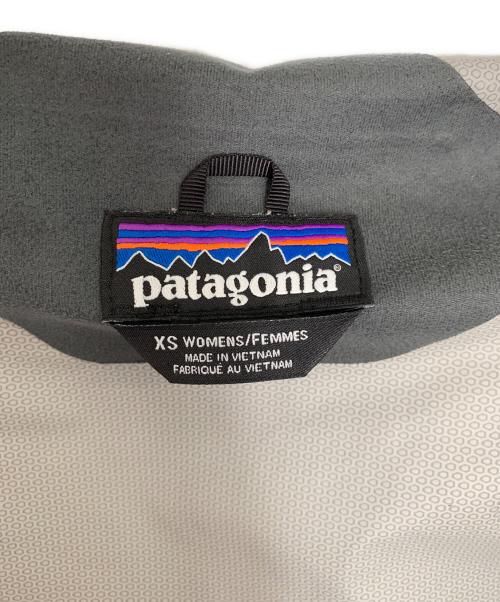 patagonia®
XS WOMENS/FEMMES
MADE IN VIETNAM
FABRIQUÉ AU VIETNAM